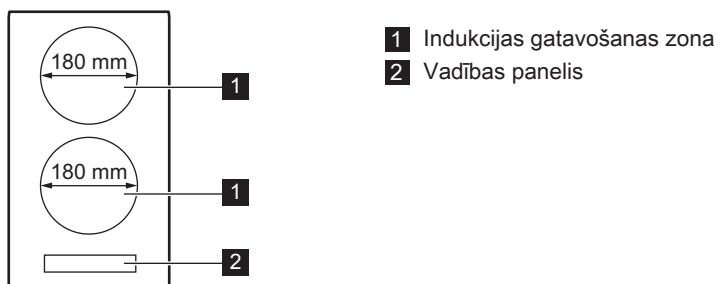 180 mm
1
180 mm
1
2
1 Indukcijas gatavošanas zona
2 Vadības panelis